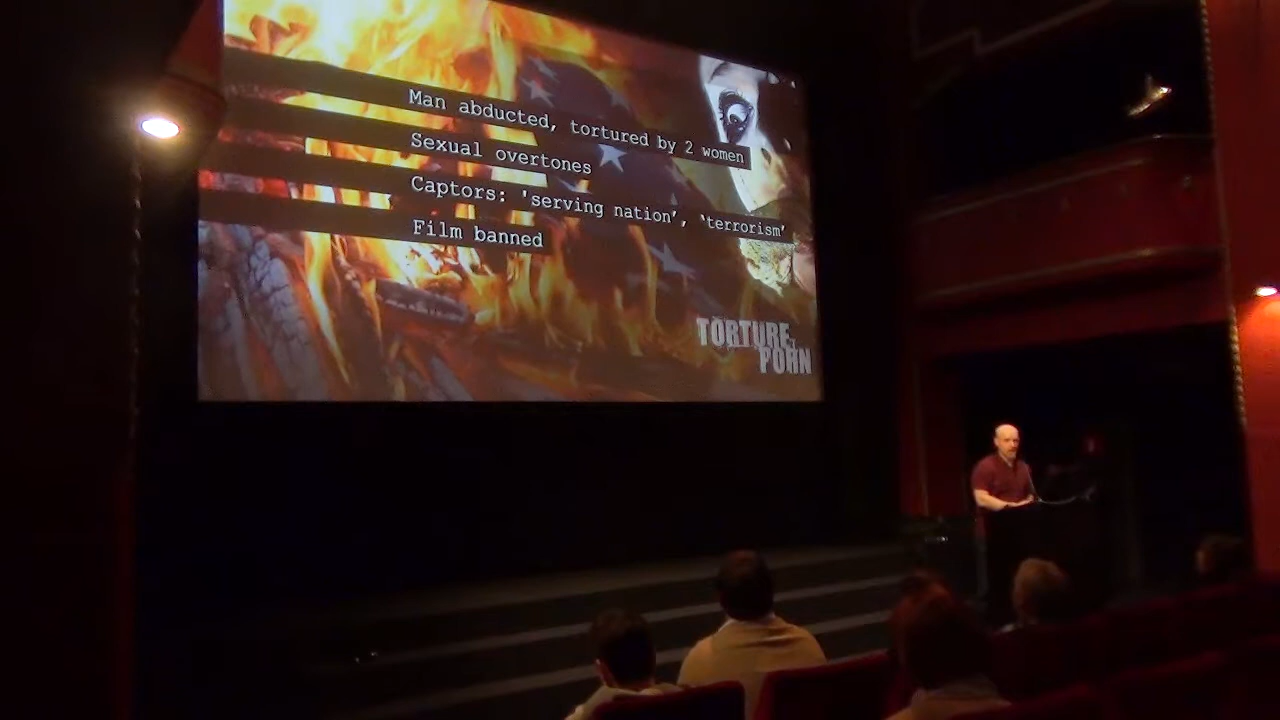 Man abducted, tortured by 2 women
Sexual overtones
Captors: 'serving nation', 'terrorism'
Film banned
TORTURE
PORN